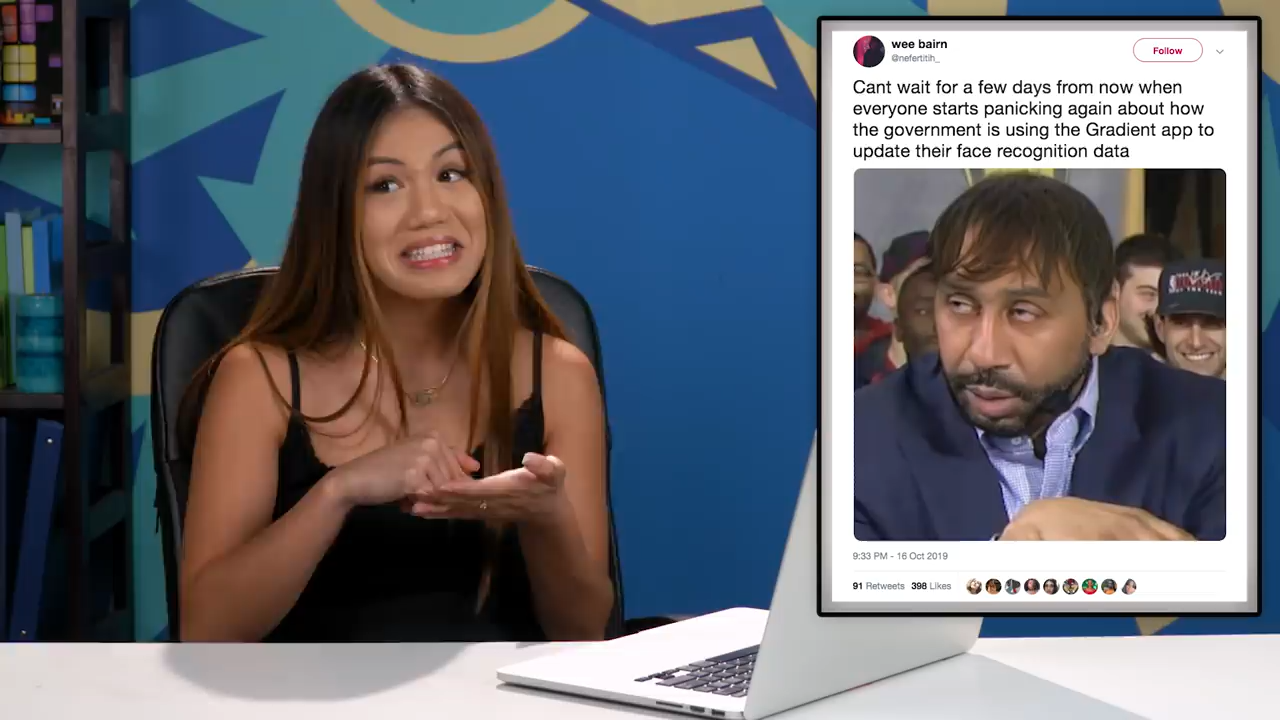 wee bairn
@nefertitih_
Follow
Cant wait for a few days from now when
everyone starts panicking again about how
the government is using the Gradient app to
update their face recognition data
9:33 PM - 16 Oct 2019
91 Retweets 398 Likes